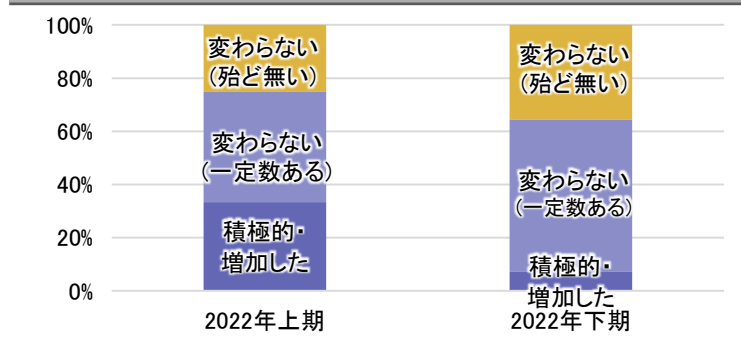 100%
80%
60%
40%
20%
0%
変わらない
(殆ど無い)
変わらない
(一定数ある)
積極的・
増加した
変わらない
(殆ど無い)
変わらない
(一定数ある)
積極的・
増加した
2022年上期
2022年下期